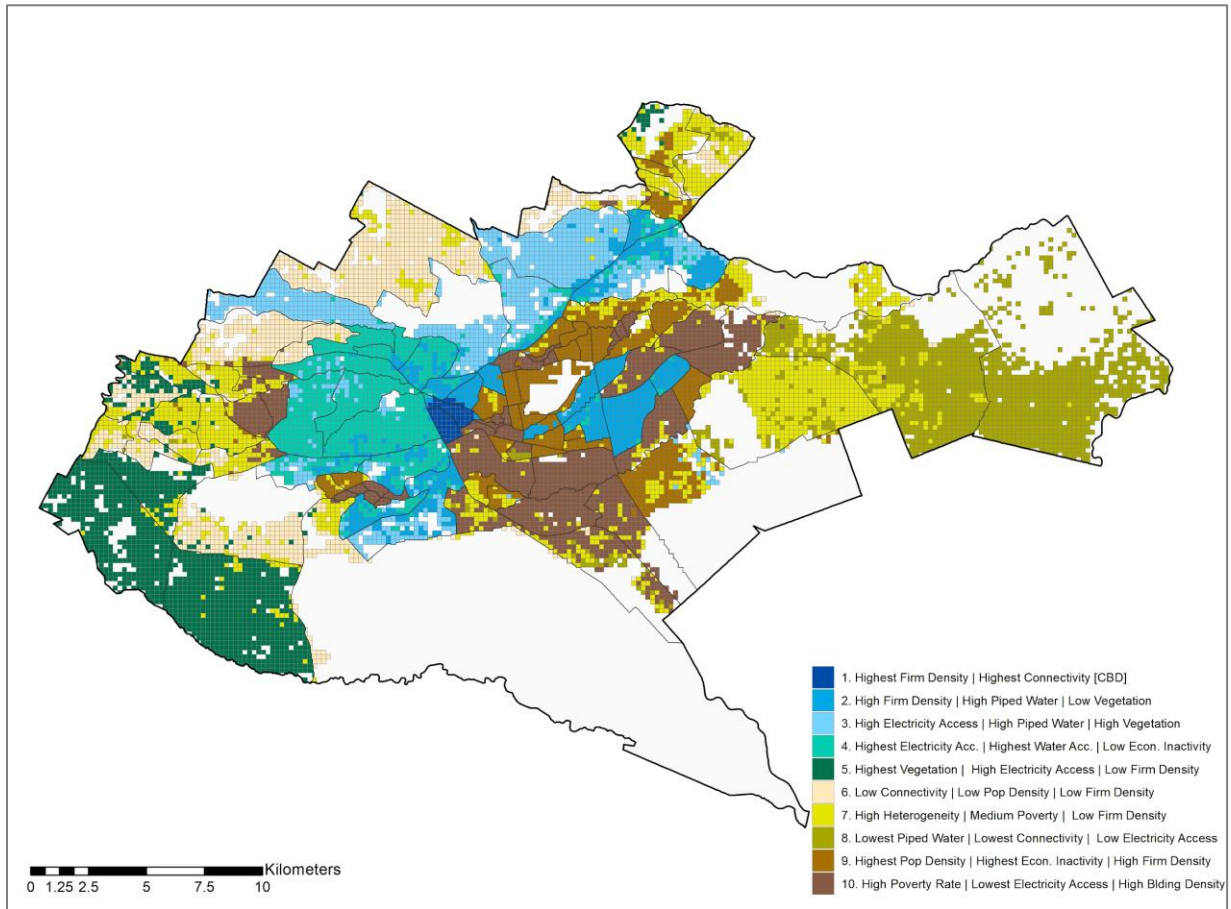 1. Highest Firm Density | Highest Connectivity [CBD]
2. High Firm Density | High Piped Water | Low Vegetation
3. High Electricity Access | High Piped Water | High Vegetation
4. Highest Electricity Acc. | Highest Water Acc. | Low Econ. Inactivity
5. Highest Vegetation | High Electricity Access | Low Firm Density
6. Low Connectivity | Low Pop Density | Low Firm Density
7. High Heterogeneity | Medium Poverty | Low Firm Density
8. Lowest Piped Water | Lowest Connectivity | Low Electricity Access
9. Highest Pop Density | Highest Econ. Inactivity | High Firm Density
10. High Poverty Rate | Lowest Electricity Access | High Blding Density
Kilometers
0 1.25 2.5 5 7.5 10